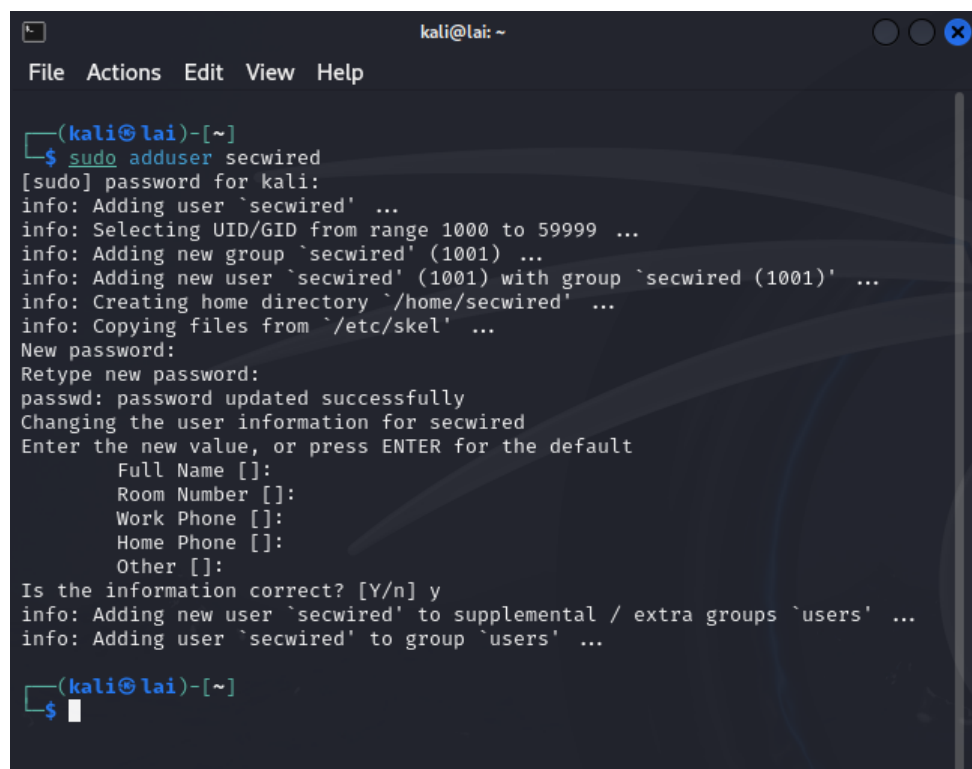 kali@lai: ~
File Actions Edit View Help
┌──(kali㉿lai)-[~]
└─$ sudo adduser secwired
[sudo] password for kali:
info: Adding user `secwired' ...
info: Selecting UID/GID from range 1000 to 59999 ...
info: Adding new group `secwired' (1001) ...
info: Adding new user `secwired' (1001) with group `secwired (1001)' ...
info: Creating home directory `/home/secwired' ...
info: Copying files from `/etc/skel' ...
New password:
Retype new password:
passwd: password updated successfully
Changing the user information for secwired
Enter the new value, or press ENTER for the default
        Full Name []:
        Room Number []:
        Work Phone []:
        Home Phone []:
        Other []:
Is the information correct? [Y/n] y
info: Adding new user `secwired' to supplemental / extra groups `users' ...
info: Adding user `secwired' to group `users' ...
┌──(kali㉿lai)-[~]
└─$